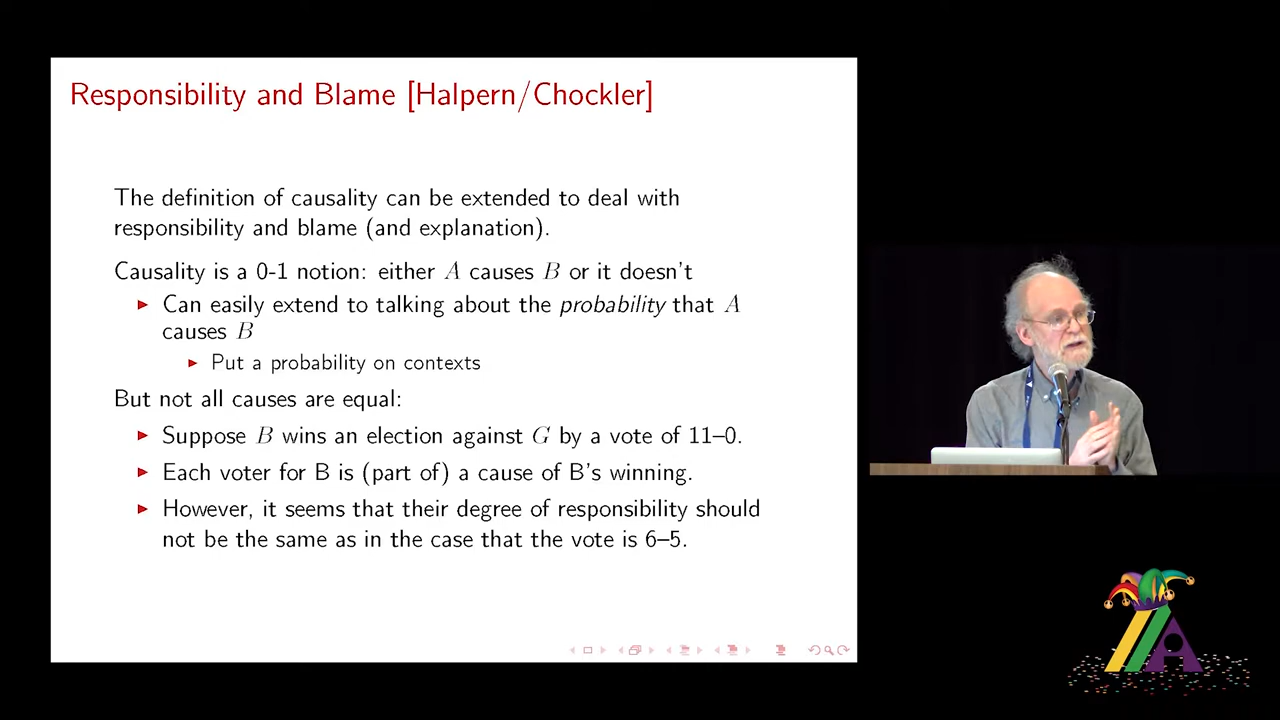 Responsibility and Blame [Halpern/Chockler]
The definition of causality can be extended to deal with
responsibility and blame (and explanation).
Causality is a 0-1 notion: either A causes B or it doesn't
Can easily extend to talking about the probability that A
causes B
Put a probability on contexts
But not all causes are equal:
Suppose B wins an election against G by a vote of 11–0.
Each voter for B is (part of) a cause of B's winning.
However, it seems that their degree of responsibility should
not be the same as in the case that the vote is 6–5.